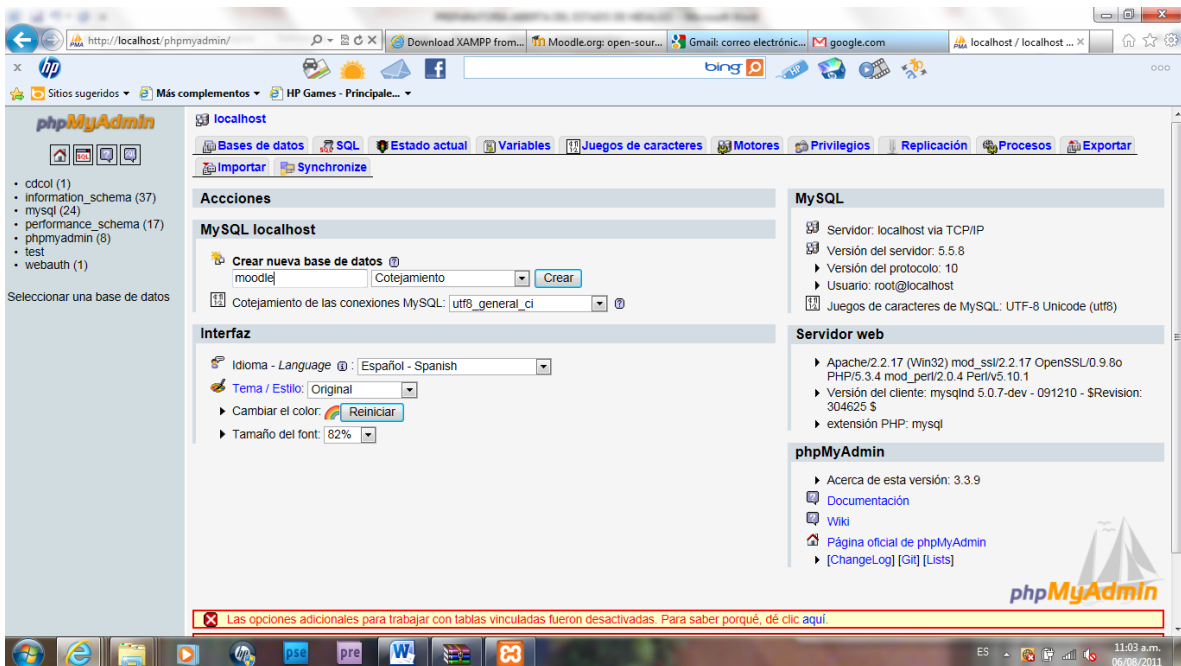 PREPARATORIA ABIERTA DEL ESTADO DE HIDALGO - Microsoft Word
http://localhost/phpmyadmin/
Download XAMPP from...
Moodle.org: open-sour...
Gmail: correo electrónic...
google.com
localhost / localhost ...
bing
Sitios sugeridos
Más complementos
HP Games - Principale...
phpMyAdmin
cdcol (1)
information_schema (37)
mysql (24)
performance_schema (17)
phpmyadmin (8)
test
webauth (1)
Seleccionar una base de datos
localhost
Bases de datos SQL Estado actual Variables Juegos de caracteres Motores Privilegios Replicación Procesos Exportar
Importar Synchronize
Accciones
MySQL localhost
Crear nueva base de datos
moodle Cotejamiento Crear
Cotejamiento de las conexiones MySQL: utf8_general_ci
Interfaz
Idioma - Language : Español - Spanish
Tema / Estilo: Original
Cambiar el color: Reiniciar
Tamaño del font: 82%
MySQL
Servidor: localhost via TCP/IP
Versión del servidor: 5.5.8
Versión del protocolo: 10
Usuario: root@localhost
Juegos de caracteres de MySQL: UTF-8 Unicode (utf8)
Servidor web
Apache/2.2.17 (Win32) mod_ssl/2.2.17 OpenSSL/0.9.8o
PHP/5.3.4 mod_perl/2.0.4 Perl/v5.10.1
Versión del cliente: mysqlnd 5.0.7-dev - 091210 - $Revision:
304625 $
extensión PHP: mysql
phpMyAdmin
Acerca de esta versión: 3.3.9
Documentación
Wiki
Página oficial de phpMyAdmin
[ChangeLog] [Git] [Lists]
phpMyAdmin
Las opciones adicionales para trabajar con tablas vinculadas fueron desactivadas. Para saber porqué, dé clic aquí.
pse
pre
ES
11:03 a.m.
06/08/2011